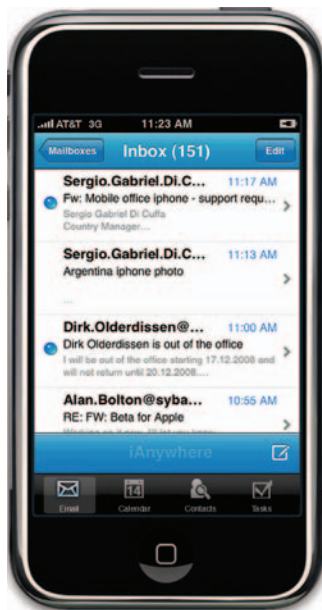 AT&T 3G 11:23 AM
Mailboxes Inbox (151) Edit
Sergio.Gabriel.Di.C... 11:17 AM
Fw: Mobile office iphone - support requ...
Sergio Gabriel Di Cuffa
Country Manager...
Sergio.Gabriel.Di.C... 11:13 AM
Argentina iphone photo
...
Dirk.Olderdissen@... 11:00 AM
Dirk Olderdissen is out of the office
I will be out of the office starting 17.12.2008 and
will not return until 20.12.2008....
Alan.Bolton@syba... 10:55 AM
RE: FW: Beta for Apple
iAnywhere
14
Email Calendar Contacts Tasks